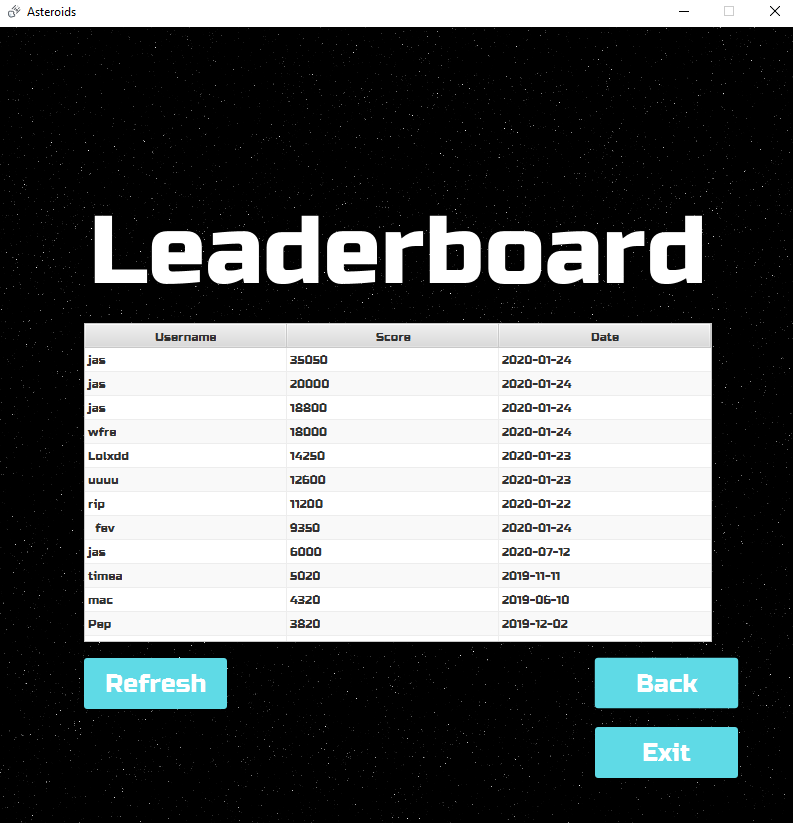 Asteroids
Leaderboard
Username Score Date
jas 35050 2020-01-24
jas 20000 2020-01-24
jas 18800 2020-01-24
wfre 18000 2020-01-24
Lolxdd 14250 2020-01-23
uuuu 12600 2020-01-23
rip 11200 2020-01-22
fev 9350 2020-01-24
jas 6000 2020-07-12
timea 5020 2019-11-11
mac 4320 2019-06-10
Pep 3820 2019-12-02
Refresh Back
Exit